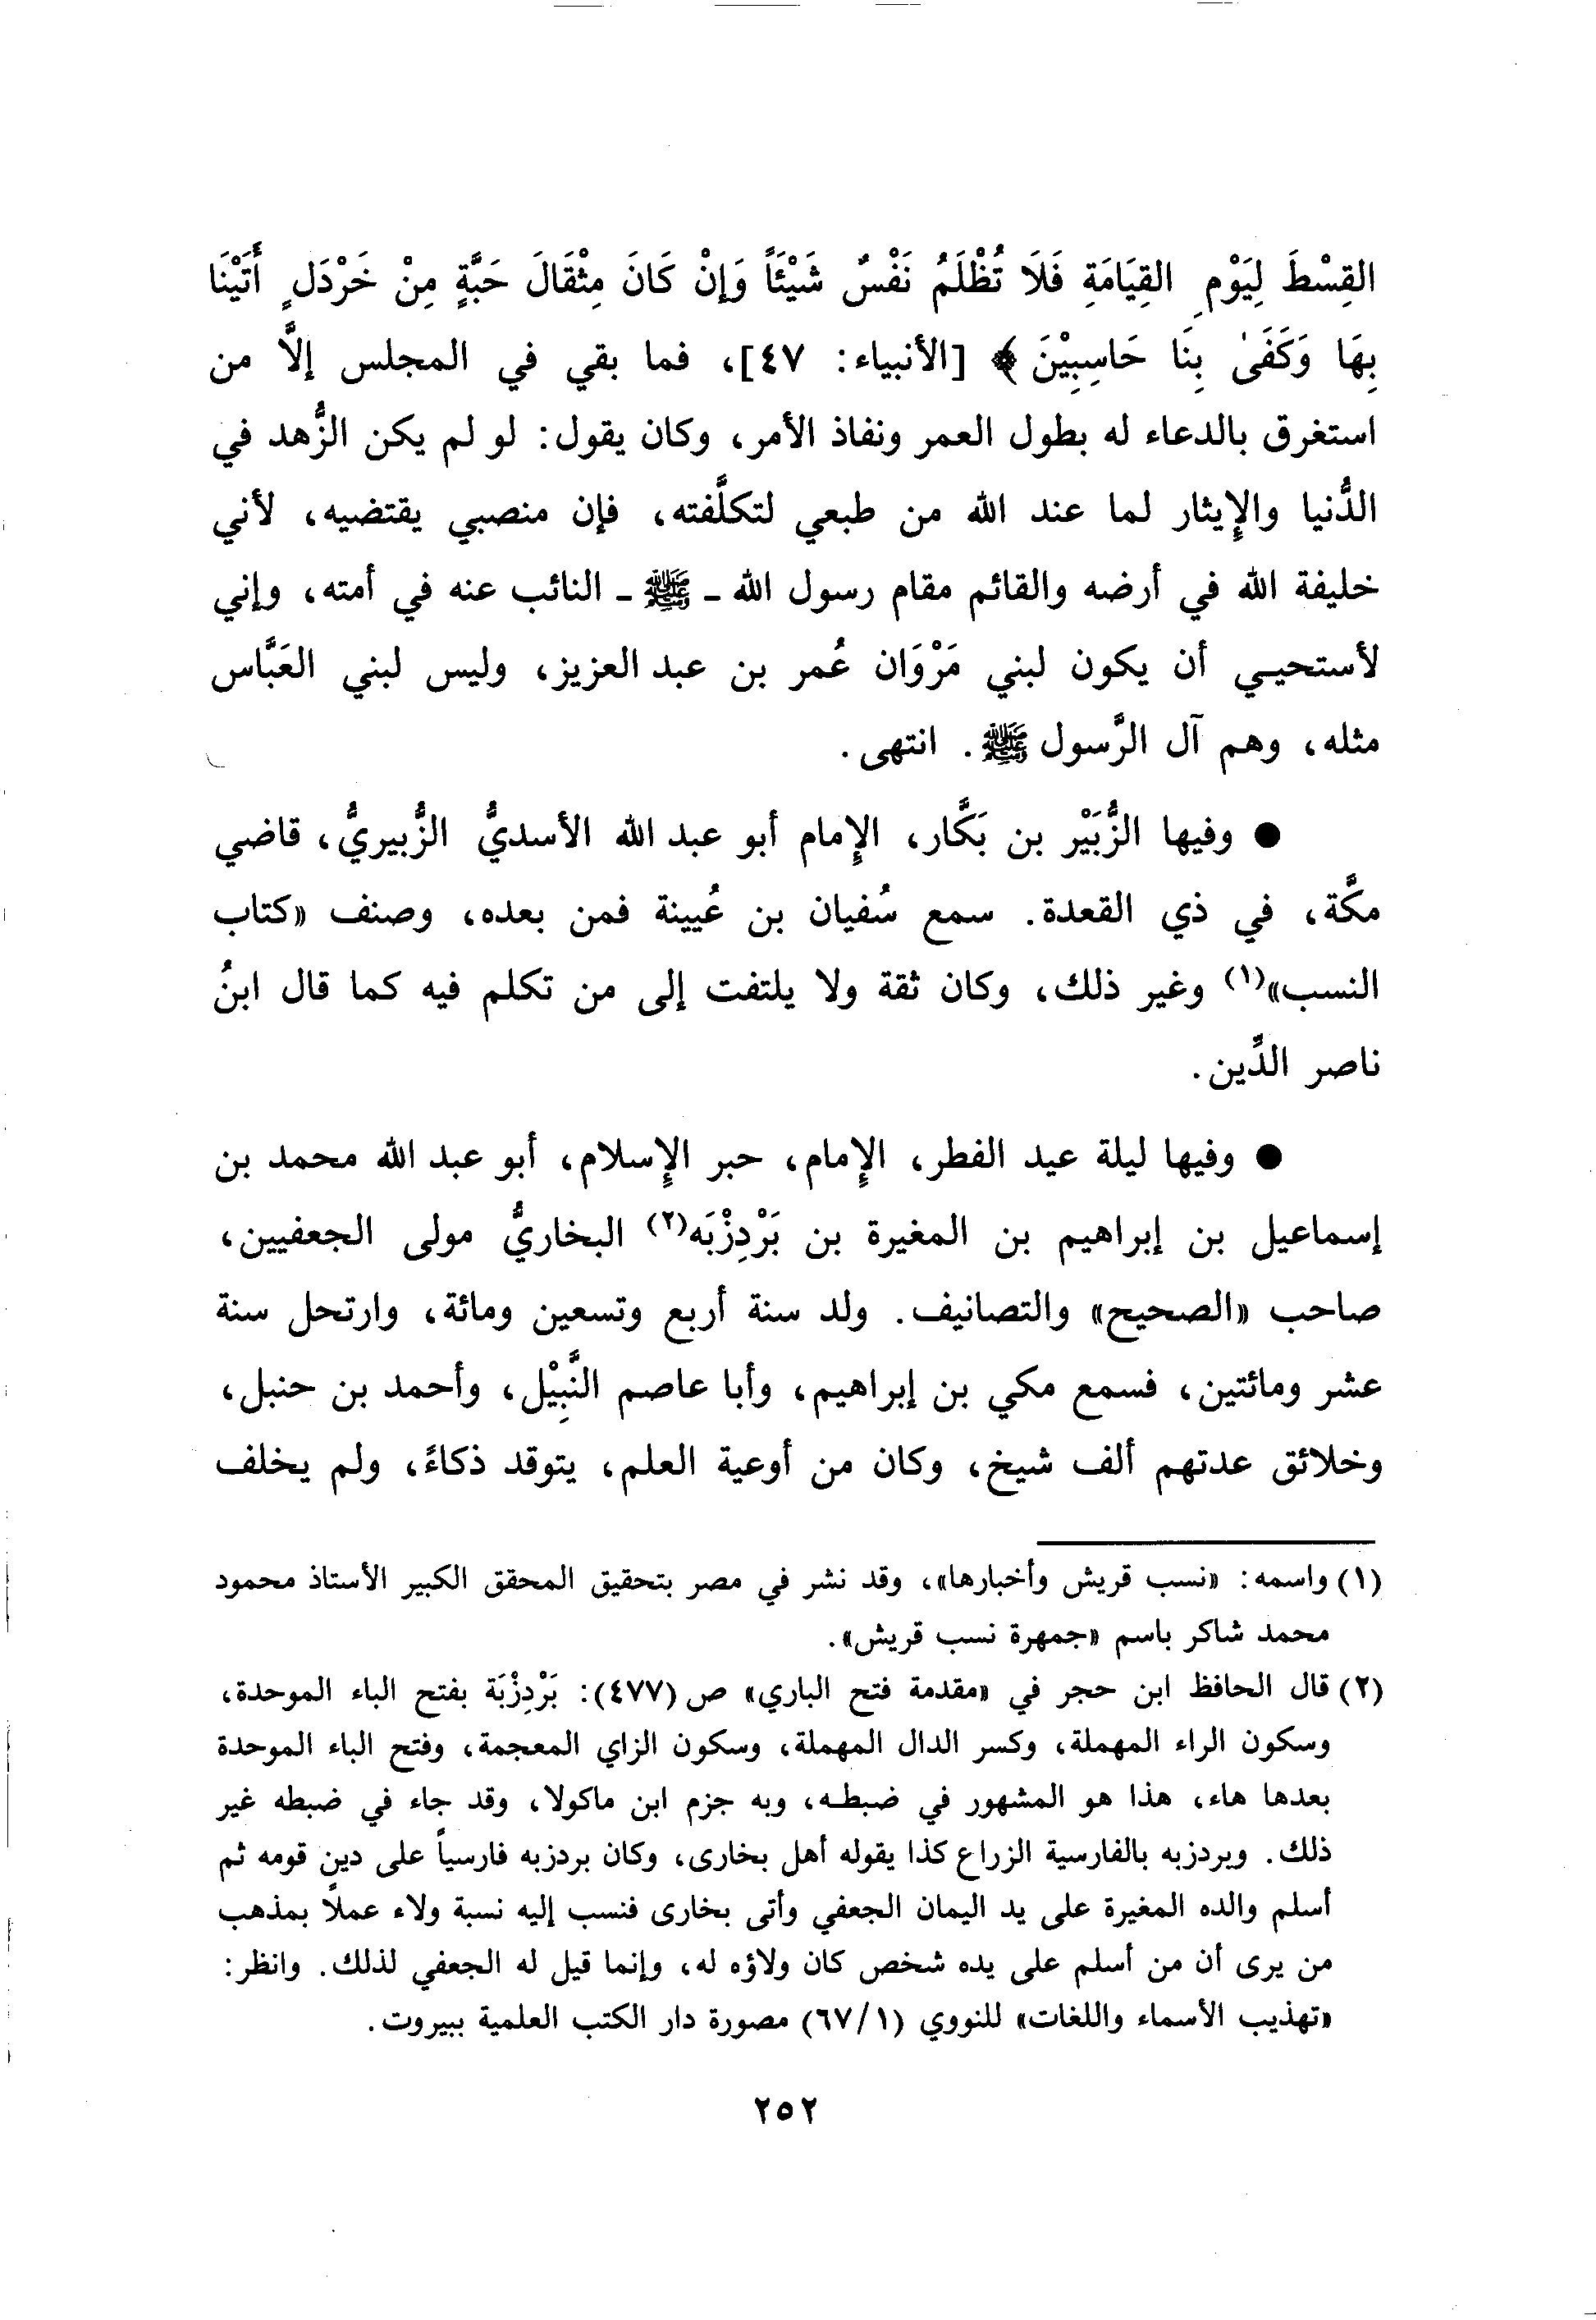 القِسْطَ لِيَوْمِ القِيَامَةِ فَلَا تُظْلَمُ نَفْسٌ شَيْئَاً وَإِنْ كَانَ مِثْقَالَ حَبَّةٍ مِنْ خَرْدَلٍ أَتَيْنَا
بِهَا وَكَفَىٰ بِنَا حَاسِبِيْنَ ﴾ [الأنبياء: ٤٧]، فما بقي في المجلس إلَّا من
استغرق بالدعاء له بطول العمر ونفاذ الأمر، وكان يقول: لو لم يكن الزُّهد في
الدُّنيا والإِيثار لما عند الله من طبعي لتكلَّفته، فإن منصبي يقتضيه، لأني
خليفة الله في أرضه والقائم مقام رسول الله ـ ﷺ ـ النائب عنه في أمته، وإني
لأستحيـي أن يكون لبني مَرْوَان عُمر بن عبد العزيز، وليس لبني العَبَّاس
مثله، وهم آل الرَّسول ﷺ. انتهى.
● وفيها الزُّبَيْر بن بَكَّار، الإِمام أبو عبد الله الأسديُّ الزُّبيريُّ، قاضي
مكَّة، في ذي القعدة. سمع سُفيان بن عُيينة فمن بعده، وصنف «كتاب
النسب»(١) وغير ذلك، وكان ثقة ولا يلتفت إلى من تكلم فيه كما قال ابنُ
ناصر الدِّين.
● وفيها ليلة عيد الفطر، الإِمام، حبر الإِسلام، أبو عبد الله محمد بن
إسماعيل بن إبراهيم بن المغيرة بن بَرْدِزْبَه(٢) البخاريُّ مولى الجعفيين،
صاحب «الصحيح» والتصانيف. ولد سنة أربع وتسعين ومائة، وارتحل سنة
عشر ومائتين، فسمع مكي بن إبراهيم، وأبا عاصم النَّبِيْل، وأحمد بن حنبل،
وخلائق عدتهم ألف شيخ، وكان من أوعية العلم، يتوقد ذكاءً، ولم يخلف
(١) واسمه: «نسب قريش وأخبارها»، وقد نشر في مصر بتحقيق المحقق الكبير الأستاذ محمود
محمد شاكر باسم «جمهرة نسب قريش».
(٢) قال الحافظ ابن حجر في «مقدمة فتح الباري» ص (٤٧٧): بَرْدِزْبَة بفتح الباء الموحدة،
وسكون الراء المهملة، وكسر الدال المهملة، وسكون الزاي المعجمة، وفتح الباء الموحدة
بعدها هاء، هذا هو المشهور في ضبطـه، وبه جزم ابن ماكولا، وقد جاء في ضبطه غير
ذلك. وبردزبه بالفارسية الزراع كذا يقوله أهل بخارى، وكان بردزبه فارسياً على دين قومه ثم
أسلم والده المغيرة على يد اليمان الجعفي وأتى بخارى فنسب إليه نسبة ولاء عملاً بمذهب
من يرى أن من أسلم على يده شخص كان ولاؤه له، وإنما قيل له الجعفي لذلك. وانظر:
«تهذيب الأسماء واللغات» للنووي (٦٧/١) مصورة دار الكتب العلمية ببيروت.
٢٥٢